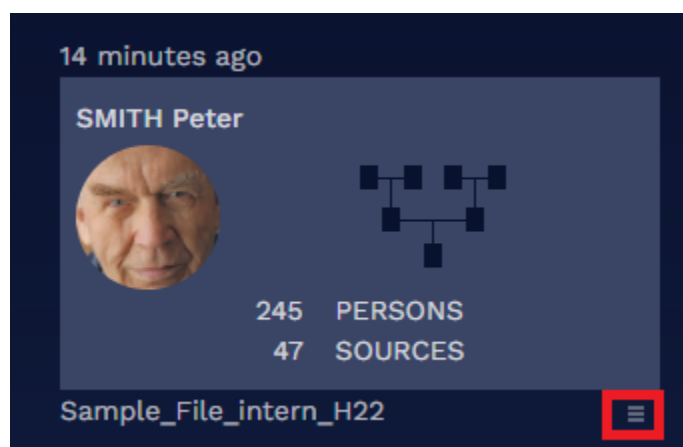 14 minutes ago
SMITH Peter
245 PERSONS
47 SOURCES
Sample_File_intern_H22